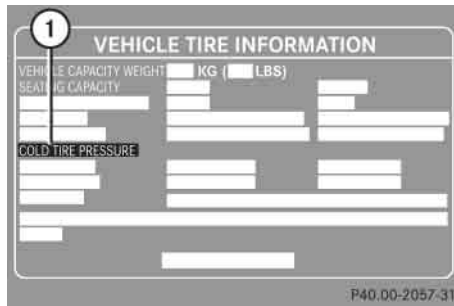 1
VEHICLE TIRE INFORMATION
VEHICLE CAPACITY WEIGHT KG ( LBS)
SEATING CAPACITY
COLD TIRE PRESSURE
P40.00-2057-31